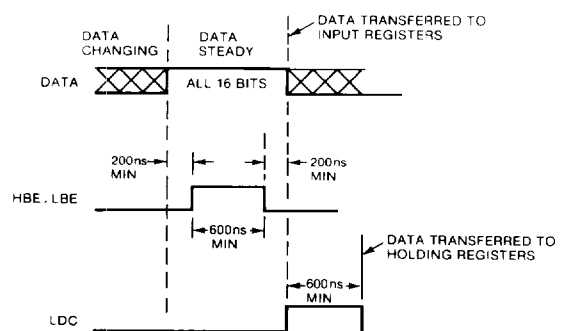 DATA TRANSFERRED TO
INPUT REGISTERS
DATA
CHANGING
DATA
STEADY
DATA
ALL 16 BITS
200ns
MIN
200ns
MIN
HBE, LBE
600ns
MIN
DATA TRANSFERRED TO
HOLDING REGISTERS
600ns
MIN
LDC